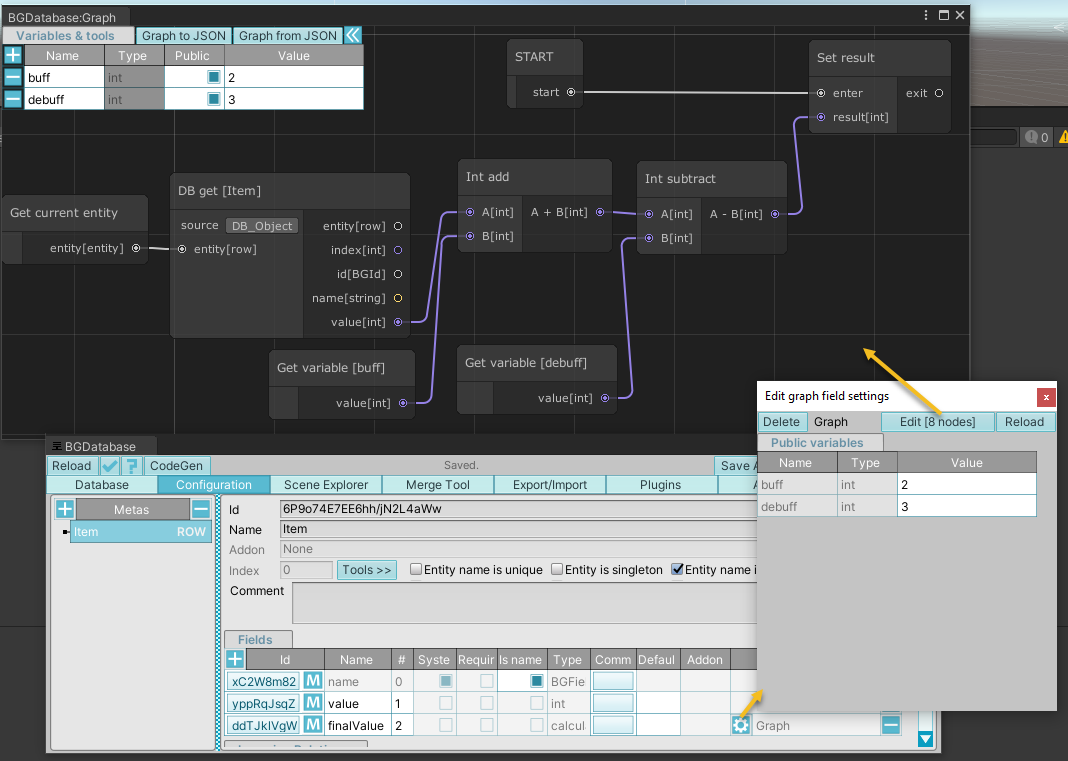 BGDatabase:Graph
Variables & tools Graph to JSON Graph from JSON
Name Type Public Value
buff int 2
debuff int 3
START
start
Set result
enter exit
result[int]
Get current entity
entity[entity]
DB get [Item]
source DB_Object entity[row]
entity[row] index[int]
id[BGId]
name[string]
value[int]
Int add
A[int] A + B[int]
B[int]
Int subtract
A[int] A - B[int]
B[int]
Get variable [buff]
value[int]
Get variable [debuff]
value[int]
0
Edit graph field settings
x
Delete Graph Edit [8 nodes] Reload
Public variables
Name Type Value
buff int 2
debuff int 3
BGDatabase
Reload ? CodeGen Saved. Save A
Database Configuration Scene Explorer Merge Tool Export/Import Plugins
Metas
Item ROW
Id 6P9o74E7EE6hh/jN2L4aWw
Name Item
Addon None
Index 0 Tools >> Entity name is unique Entity is singleton Entity name i
Comment
Fields
Id Name # Syste Requir Is name Type Comm Defaul Addon
xC2W8m82 M name 0 BGFie
yppRqJsqZ M value 1 int
ddTJkIVgW M finalValue 2 calcul Graph